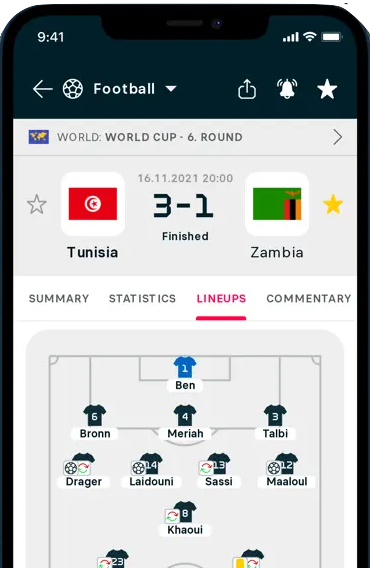 9:41
Football
WORLD: WORLD CUP - 6. ROUND
16.11.2021 20:00
3-1
Finished
Tunisia
Zambia
SUMMARY STATISTICS LINEUPS COMMENTARY
1
Ben
6 4 3
Bronn Meriah Talbi
14 13 12
Drager Laidouni Sassi Maaloul
8
Khaoui
23